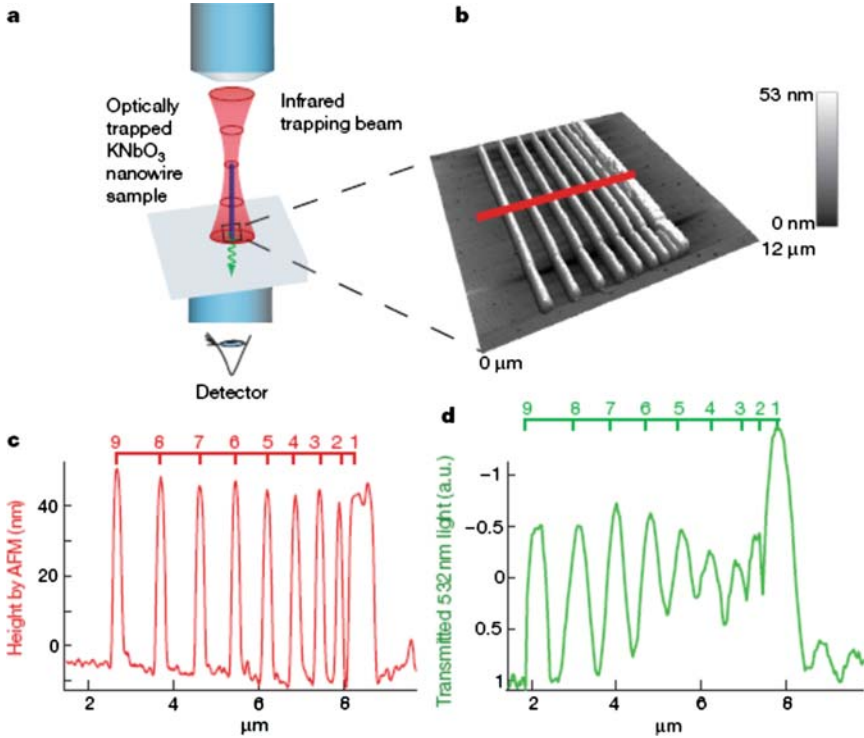 a
Optically
trapped
KNbO₃
nanowire
sample
Infrared
trapping beam
Detector
b
53 nm
0 nm
12 μm
0 μm
c
9 8 7 6 5 4 3 2 1
Height by AFM (nm)
40
20
0
2 4 6 8
μm
d
9 8 7 6 5 4 3 2 1
Transmitted 532 nm light (a.u.)
−1
−0.5
0
0.5
1
2 4 6 8
μm